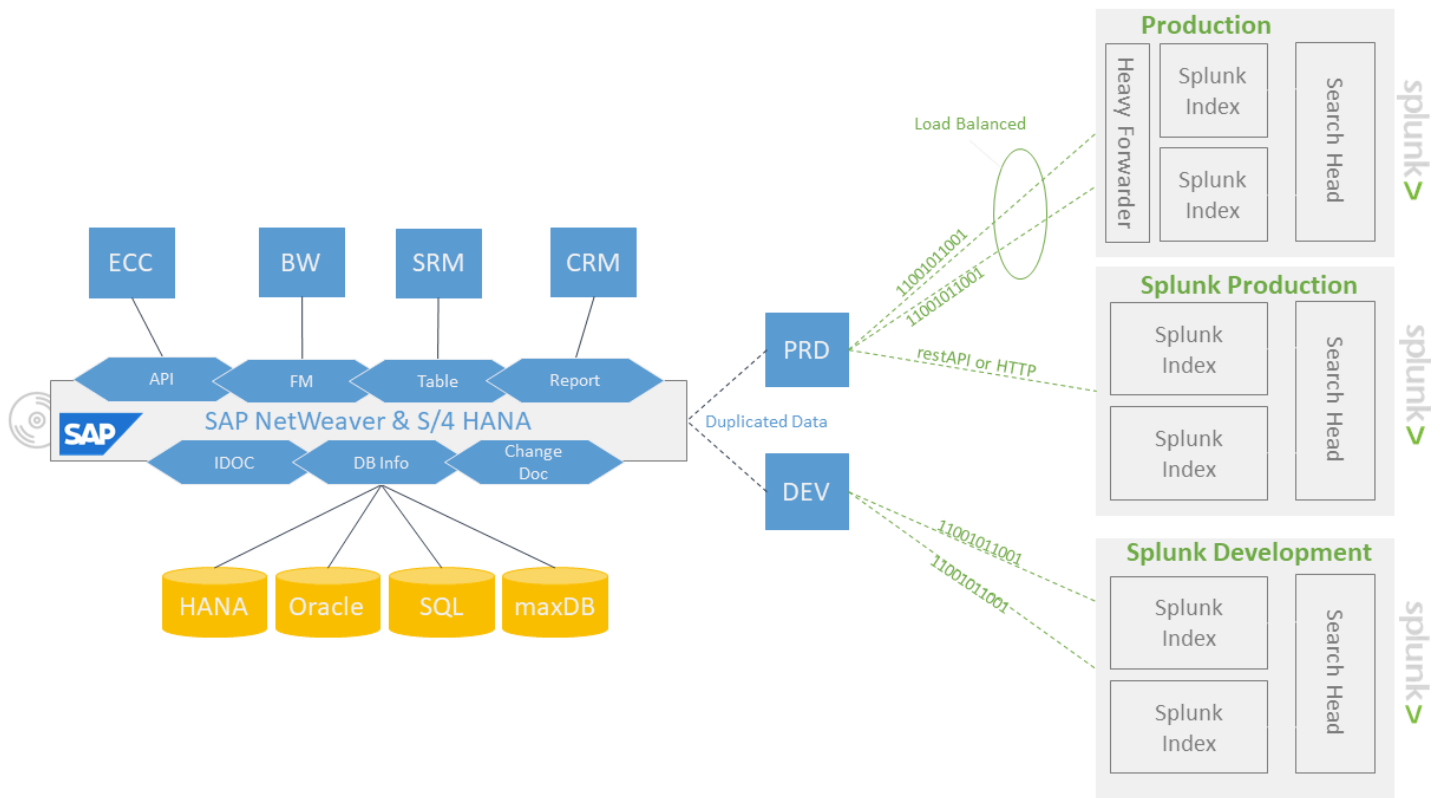 Production
Heavy Forwarder
Splunk
Index
Splunk
Index
Search Head
splunk>
Load Balanced
11001011001
11001011001
ECC
BW
SRM
CRM
API
FM
Table
Report
SAP
SAP NetWeaver & S/4 HANA
IDOC
DB Info
Change
Doc
HANA
Oracle
SQL
maxDB
Duplicated Data
PRD
DEV
restAPI or HTTP
Splunk Production
Splunk
Index
Splunk
Index
Search Head
splunk>
11001011001
11001011001
Splunk Development
Splunk
Index
Splunk
Index
Search Head
splunk>